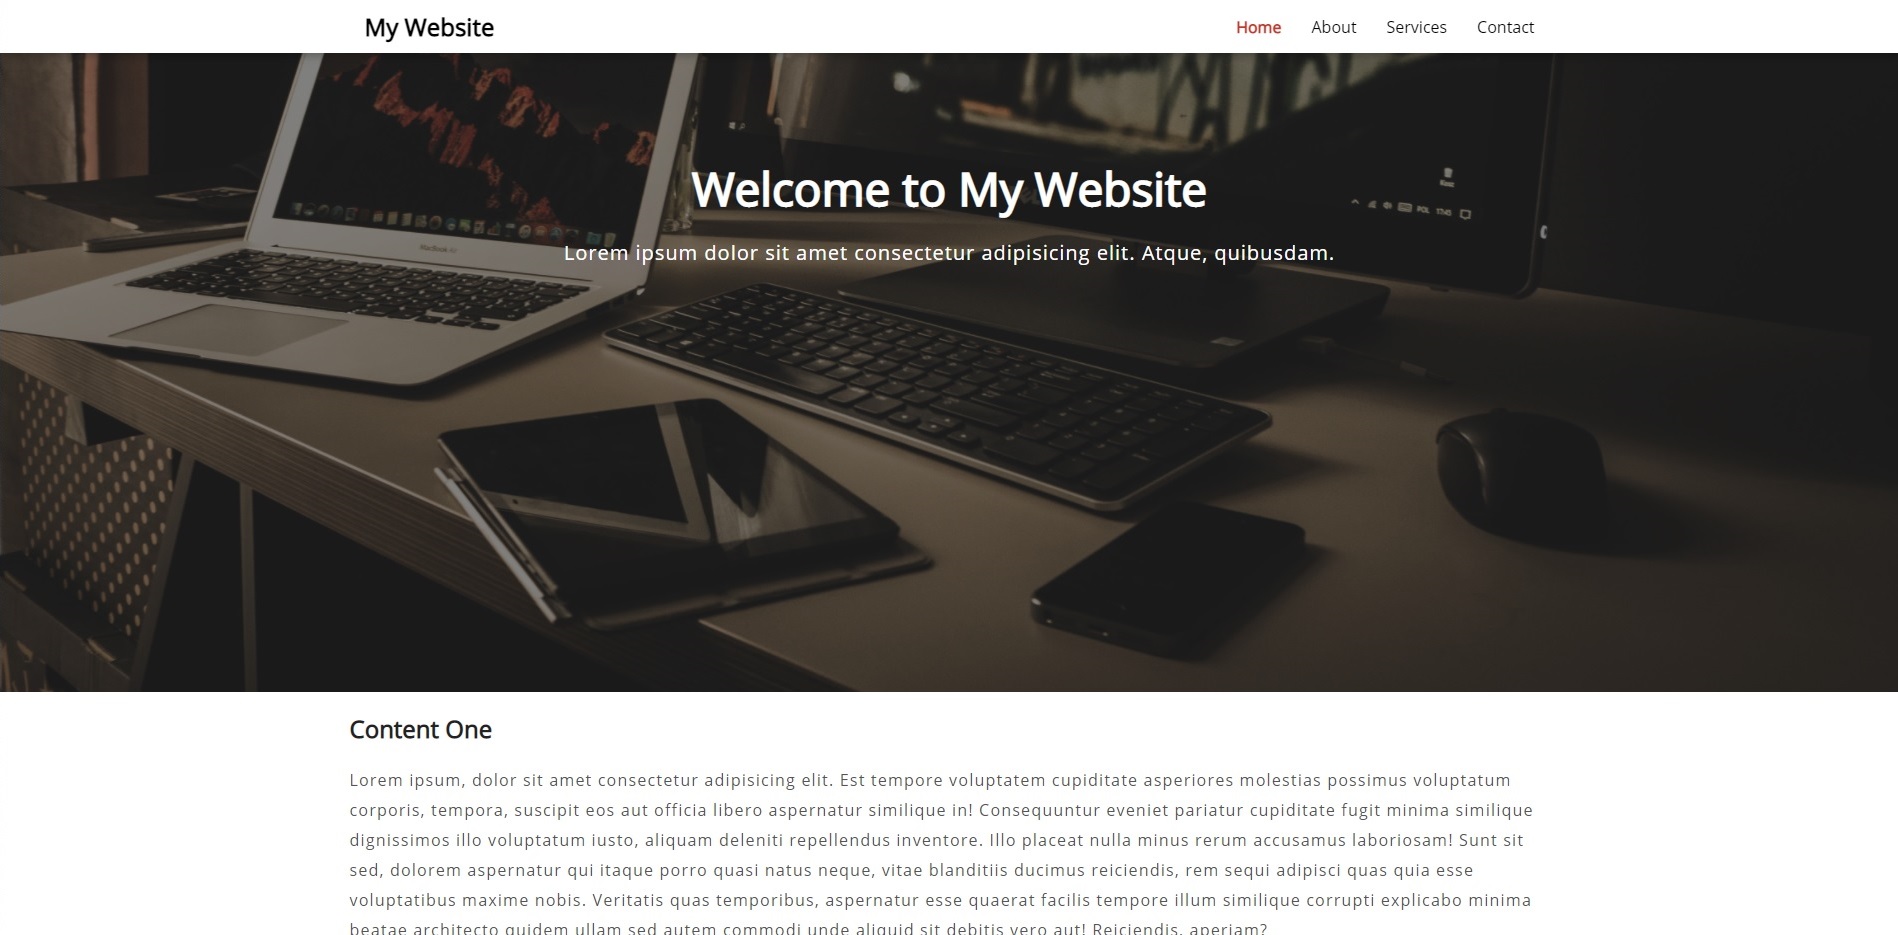 My Website
Home About Services Contact
Welcome to My Website
Lorem ipsum dolor sit amet consectetur adipisicing elit. Atque, quibusdam.
MacBook Air
POL 17:45
Content One
Lorem ipsum, dolor sit amet consectetur adipisicing elit. Est tempore voluptatem cupiditate asperiores molestias possimus voluptatum
corporis, tempora, suscipit eos aut officia libero aspernatur similique in! Consequuntur eveniet pariatur cupiditate fugit minima similique
dignissimos illo voluptatum iusto, aliquam deleniti repellendus inventore. Illo placeat nulla minus rerum accusamus laboriosam! Sunt sit
sed, dolorem aspernatur qui itaque porro quasi natus neque, vitae blanditiis ducimus reiciendis, rem sequi adipisci quas quia esse
voluptatibus maxime nobis. Veritatis quas temporibus, aspernatur esse quaerat facilis tempore illum similique corrupti explicabo minima
beatae architecto quidem ullam sed autem commodi unde aliquid sit debitis vero aut! Reiciendis, aperiam?